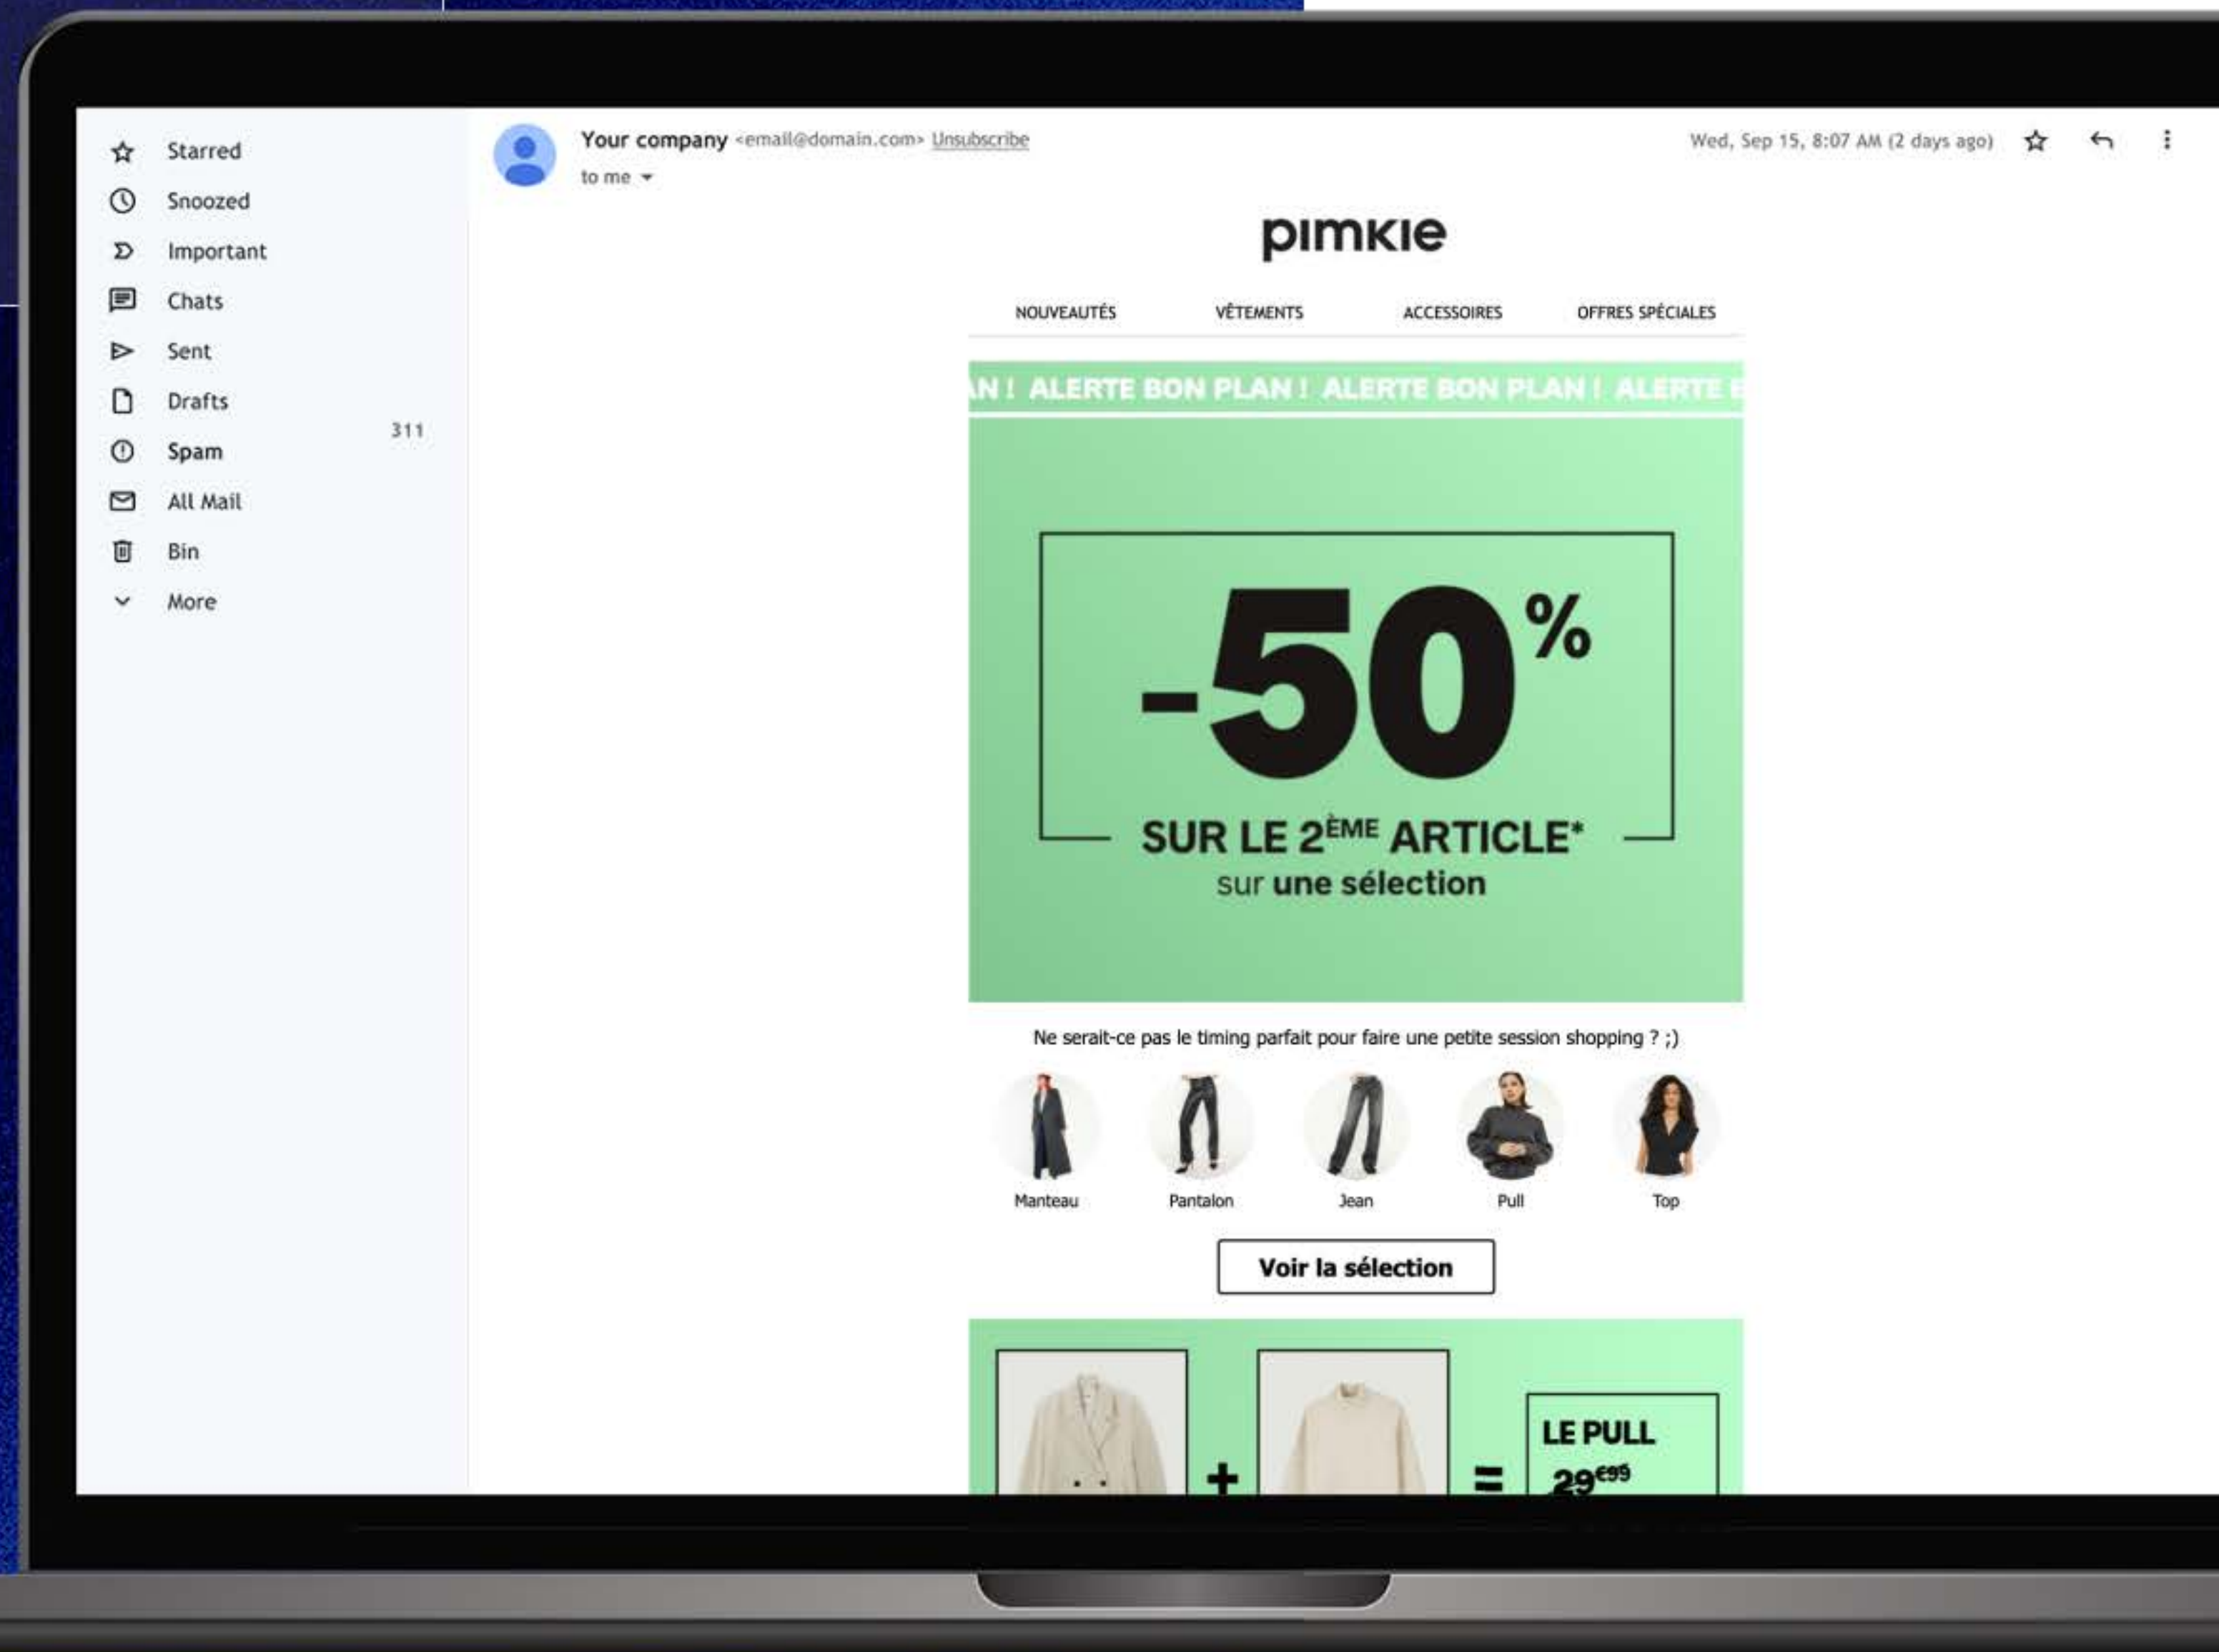 Starred
Snoozed
Important
Chats
Sent
Drafts
311
Spam
All Mail
Bin
More
Your company <email@domain.com> Unsubscribe
Wed, Sep 15, 8:07 AM (2 days ago)
to me
pimkie
NOUVEAUTÉS VÊTEMENTS ACCESSOIRES OFFRES SPÉCIALES
AN ! ALERTE BON PLAN ! ALERTE BON PLAN ! ALERTE B
-50%
SUR LE 2ÈME ARTICLE*
sur une sélection
Ne serait-ce pas le timing parfait pour faire une petite session shopping ? ;)
Manteau Pantalon Jean Pull Top
Voir la sélection
+ =
LE PULL
29€99